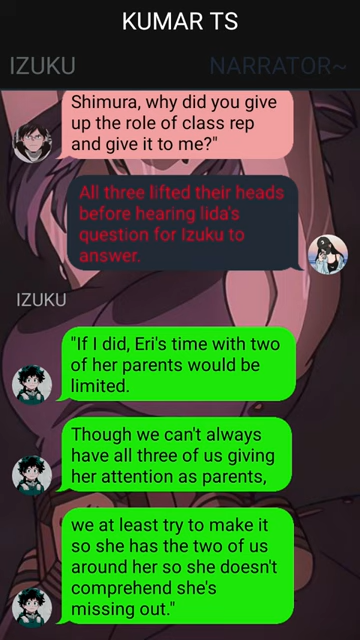 KUMAR TS
IZUKU
NARRATOR~
Shimura, why did you give
up the role of class rep
and give it to me?"
All three lifted their heads
before hearing Iida's
question for Izuku to
answer.
IZUKU
"If I did, Eri's time with two
of her parents would be
limited.
Though we can't always
have all three of us giving
her attention as parents,
we at least try to make it
so she has the two of us
around her so she doesn't
comprehend she's
missing out."